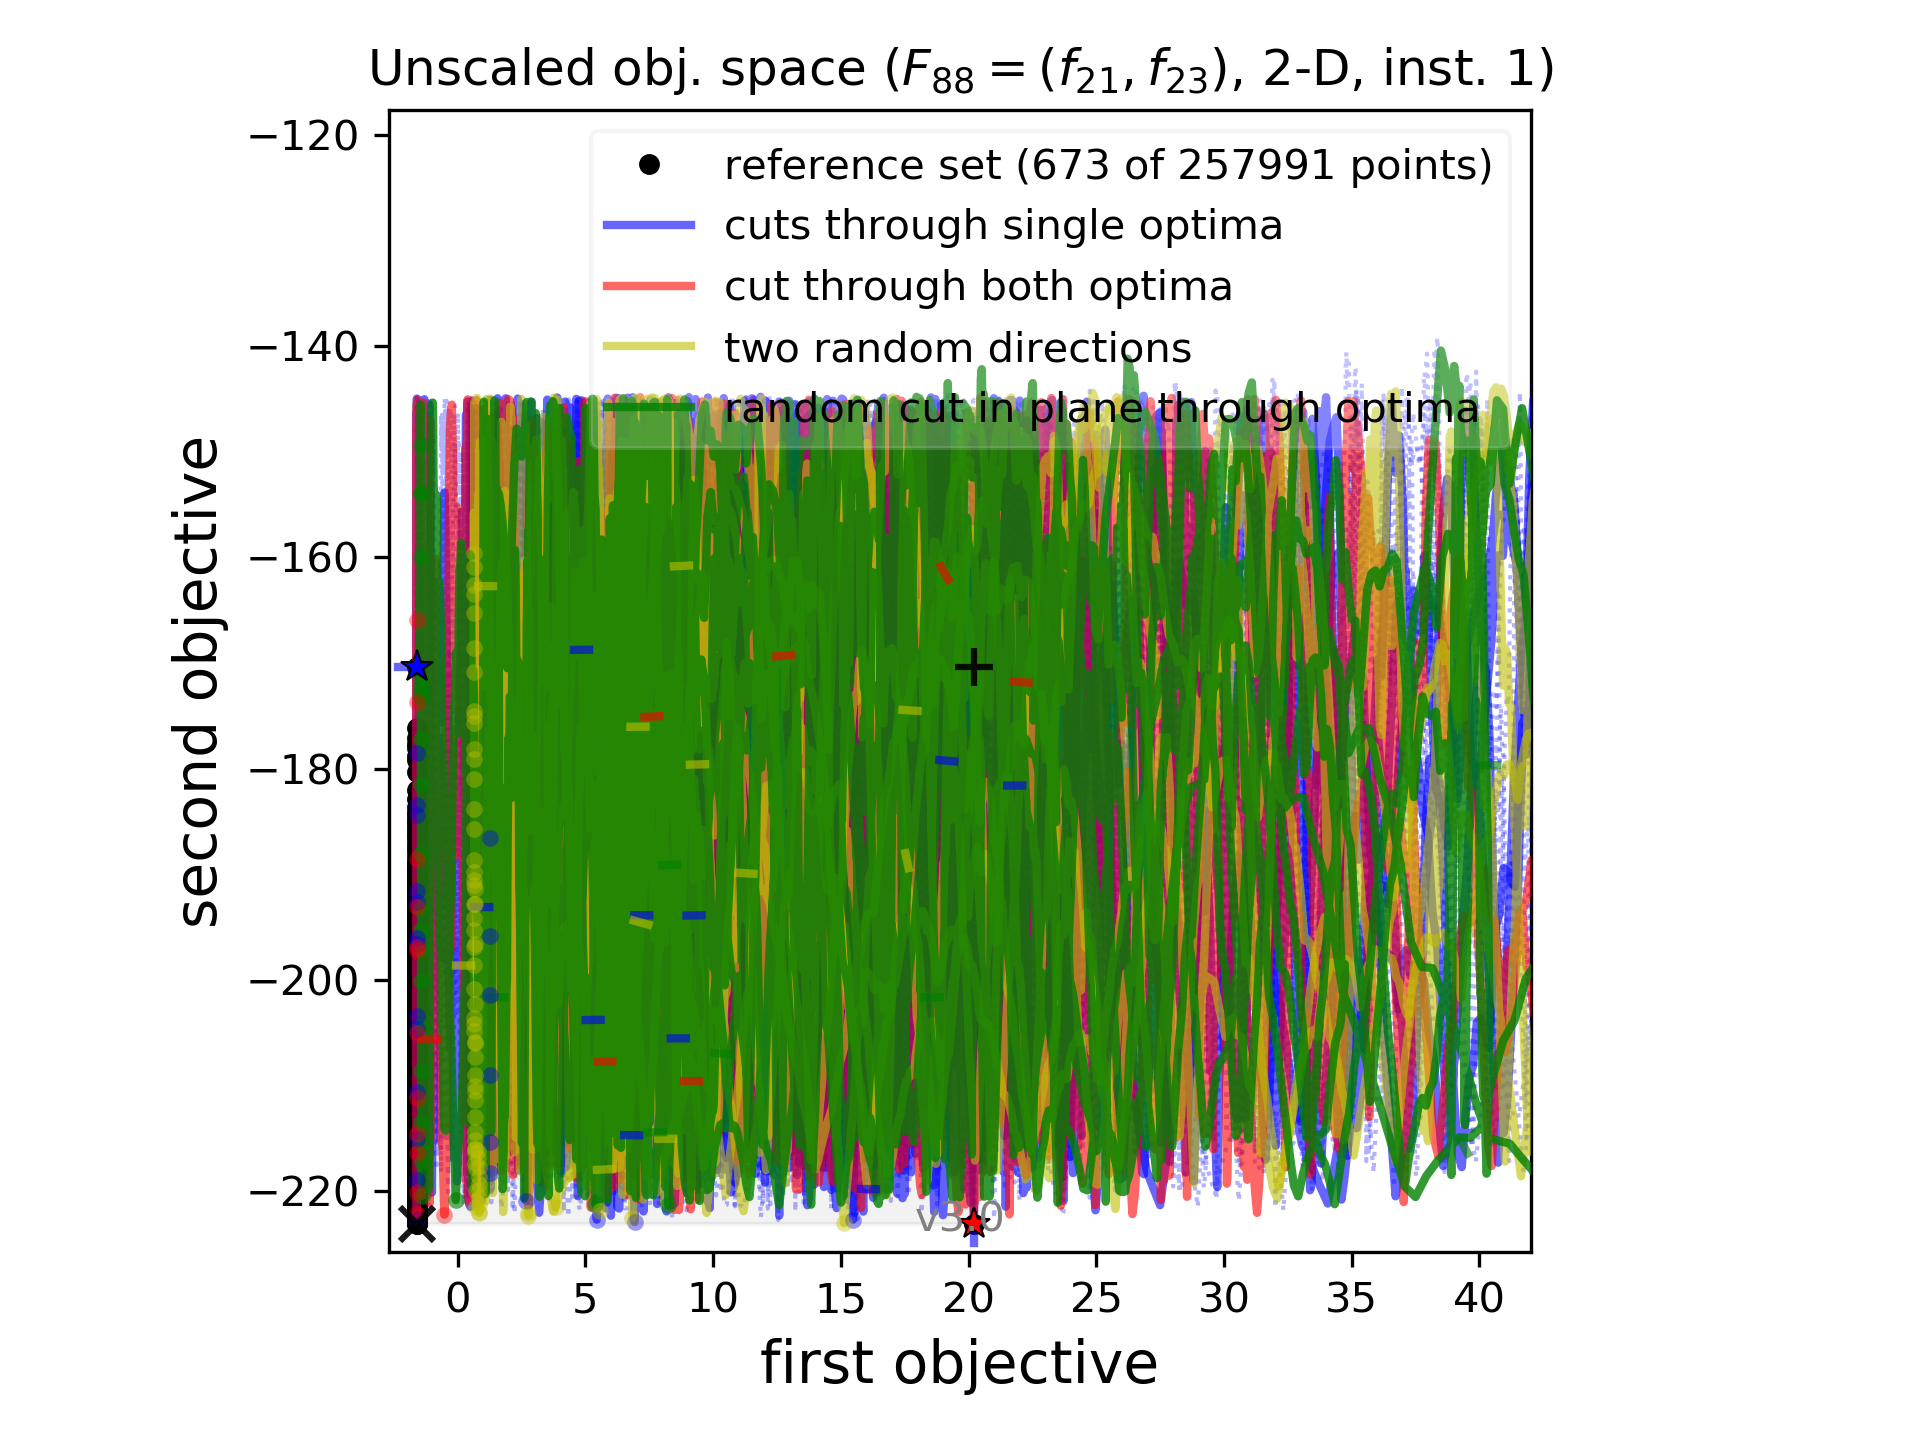 Unscaled obj. space (F₈₈ = (f₂₁, f₂₃), 2-D, inst. 1)
reference set (673 of 257991 points)
cuts through single optima
cut through both optima
two random directions
random cut in plane through optima
second objective
−120
−140
−160
−180
−200
−220
0 5 10 15 20 25 30 35 40
first objective